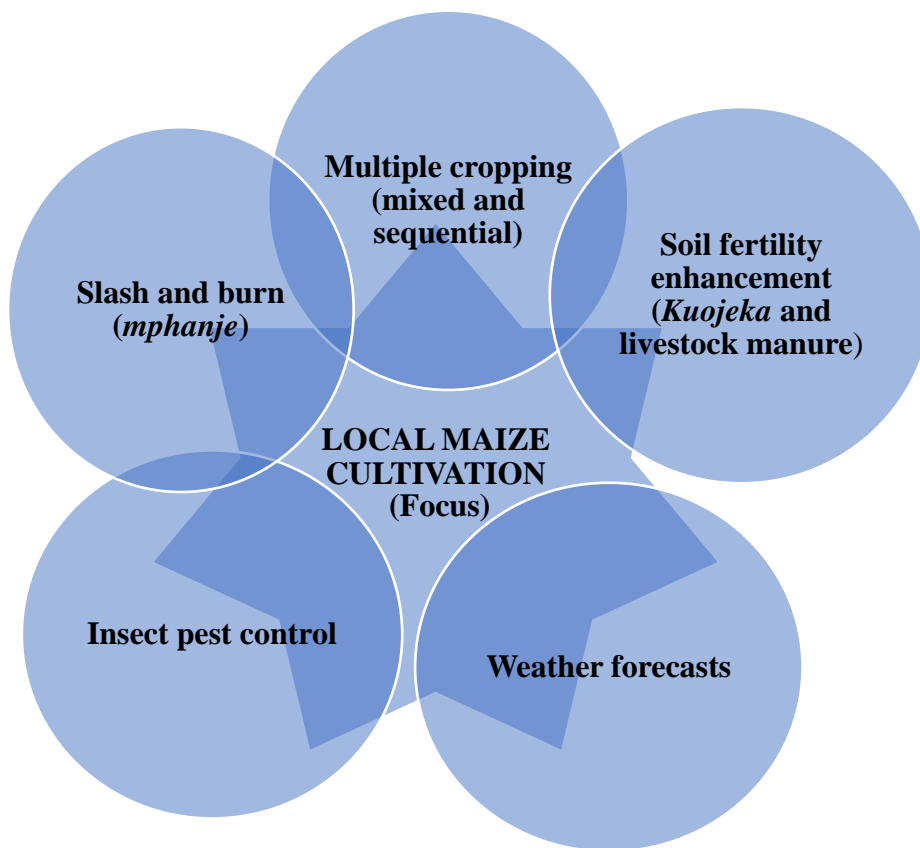 Multiple cropping
(mixed and
sequential)
Soil fertility
enhancement
(Kuojeka and
livestock manure)
Slash and burn
(mphanje)
LOCAL MAIZE
CULTIVATION
(Focus)
Insect pest control
Weather forecasts